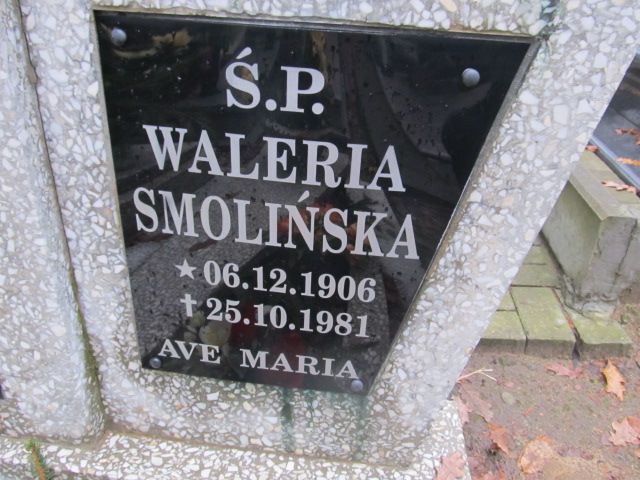 Ś.P.
WALERIA
SMOLIŃSKA
★ 06.12.1906
✝ 25.10.1981
AVE MARIA